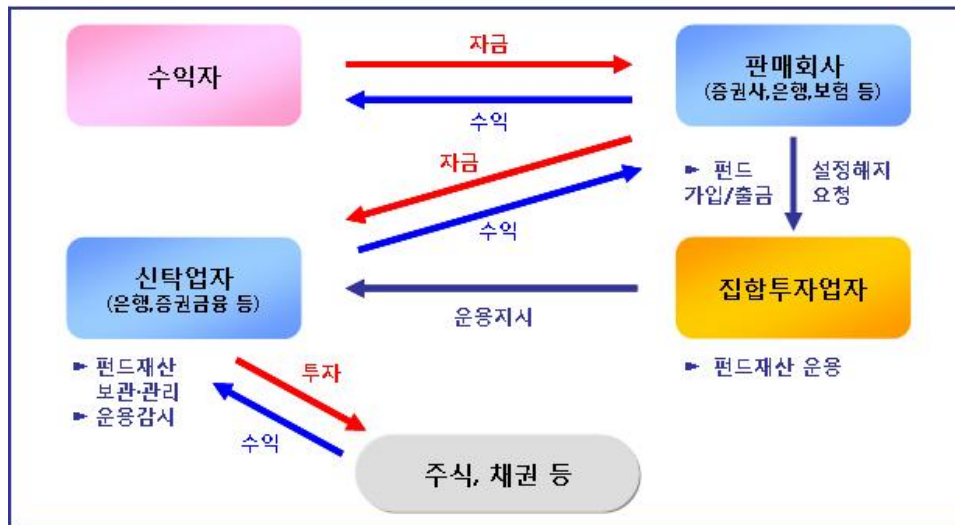 수익자
자금
수익
판매회사
(증권사,은행,보험 등)
자금
수익
► 펀드
가입/출금
설정해지
요청
신탁업자
(은행,증권금융 등)
운용지시
집합투자업자
► 펀드재산
보관·관리
► 운용감시
투자
수익
► 펀드재산 운용
주식, 채권 등